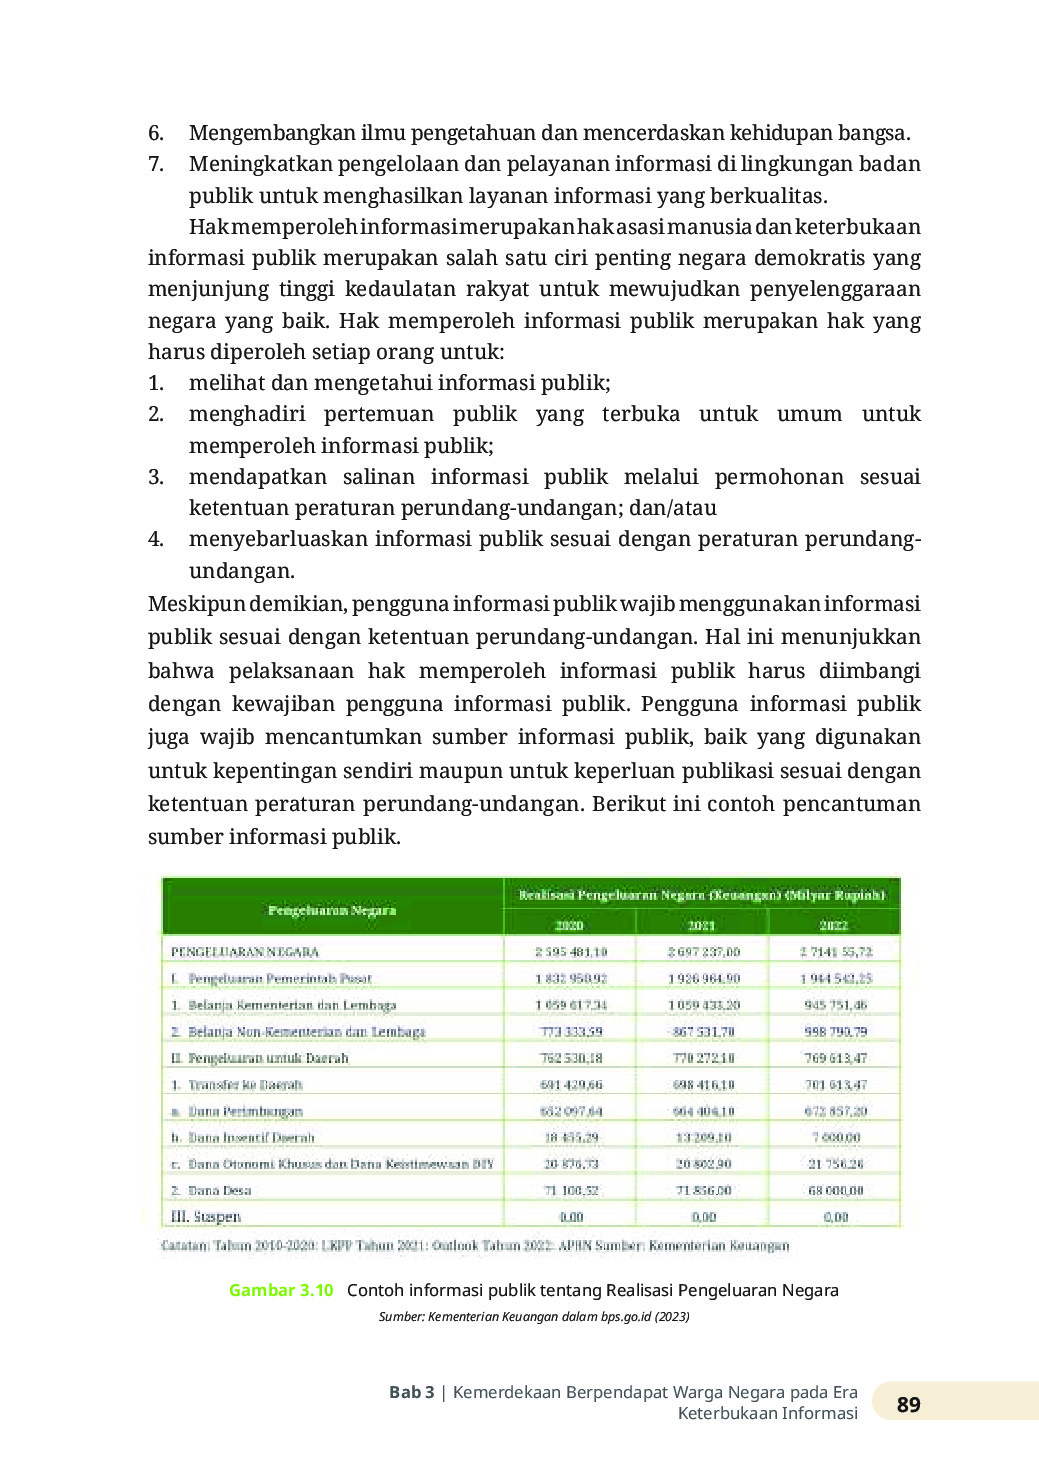 6. Mengembangkan ilmu pengetahuan dan mencerdaskan kehidupan bangsa.
7. Meningkatkan pengelolaan dan pelayanan informasi di lingkungan badan
publik untuk menghasilkan layanan informasi yang berkualitas.
Hak memperoleh informasi merupakan hak asasi manusia dan keterbukaan
informasi publik merupakan salah satu ciri penting negara demokratis yang
menjunjung tinggi kedaulatan rakyat untuk mewujudkan penyelenggaraan
negara yang baik. Hak memperoleh informasi publik merupakan hak yang
harus diperoleh setiap orang untuk:
1. melihat dan mengetahui informasi publik;
2. menghadiri pertemuan publik yang terbuka untuk umum untuk
memperoleh informasi publik;
3. mendapatkan salinan informasi publik melalui permohonan sesuai
ketentuan peraturan perundang-undangan; dan/atau
4. menyebarluaskan informasi publik sesuai dengan peraturan perundang-
undangan.
Meskipun demikian, pengguna informasi publik wajib menggunakan informasi
publik sesuai dengan ketentuan perundang-undangan. Hal ini menunjukkan
bahwa pelaksanaan hak memperoleh informasi publik harus diimbangi
dengan kewajiban pengguna informasi publik. Pengguna informasi publik
juga wajib mencantumkan sumber informasi publik, baik yang digunakan
untuk kepentingan sendiri maupun untuk keperluan publikasi sesuai dengan
ketentuan peraturan perundang-undangan. Berikut ini contoh pencantuman
sumber informasi publik.
Pengeluaran Negara Realisasi Pengeluaran Negara (Keuangan) (Milyar Rupiah)
2020 2021 2022
PENGELUARAN NEGARA 2 595 481,10 2 697 237,00 2 7141 55,72
I. Pengeluaran Pemerintah Pusat 1 832 950,92 1 926 964,90 1 944 542,25
1. Belanja Kementerian dan Lembaga 1 059 617,34 1 059 433,20 945 751,46
2. Belanja Non-Kementerian dan Lembaga 773 333,59 867 531,70 998 790,79
II. Pengeluaran untuk Daerah 762 530,18 770 272,10 769 613,47
1. Transfer ke Daerah 691 429,66 698 416,10 701 613,47
a. Dana Perimbangan 652 097,64 664 404,10 672 857,20
b. Dana Insentif Daerah 18 455,29 13 209,10 7 000,00
c. Dana Otonomi Khusus dan Dana Keistimewaan DIY 20 876,73 20 802,90 21 756,26
2. Dana Desa 71 100,52 71 856,00 68 000,00
III. Suspen 0,00 0,00 0,00
Catatan: Tahun 2010-2020: LKPP Tahun 2021: Outlook Tahun 2022: APBN Sumber: Kementerian Keuangan
Gambar 3.10 Contoh informasi publik tentang Realisasi Pengeluaran Negara
Sumber: Kementerian Keuangan dalam bps.go.id (2023)
Bab 3 | Kemerdekaan Berpendapat Warga Negara pada Era
Keterbukaan Informasi
89